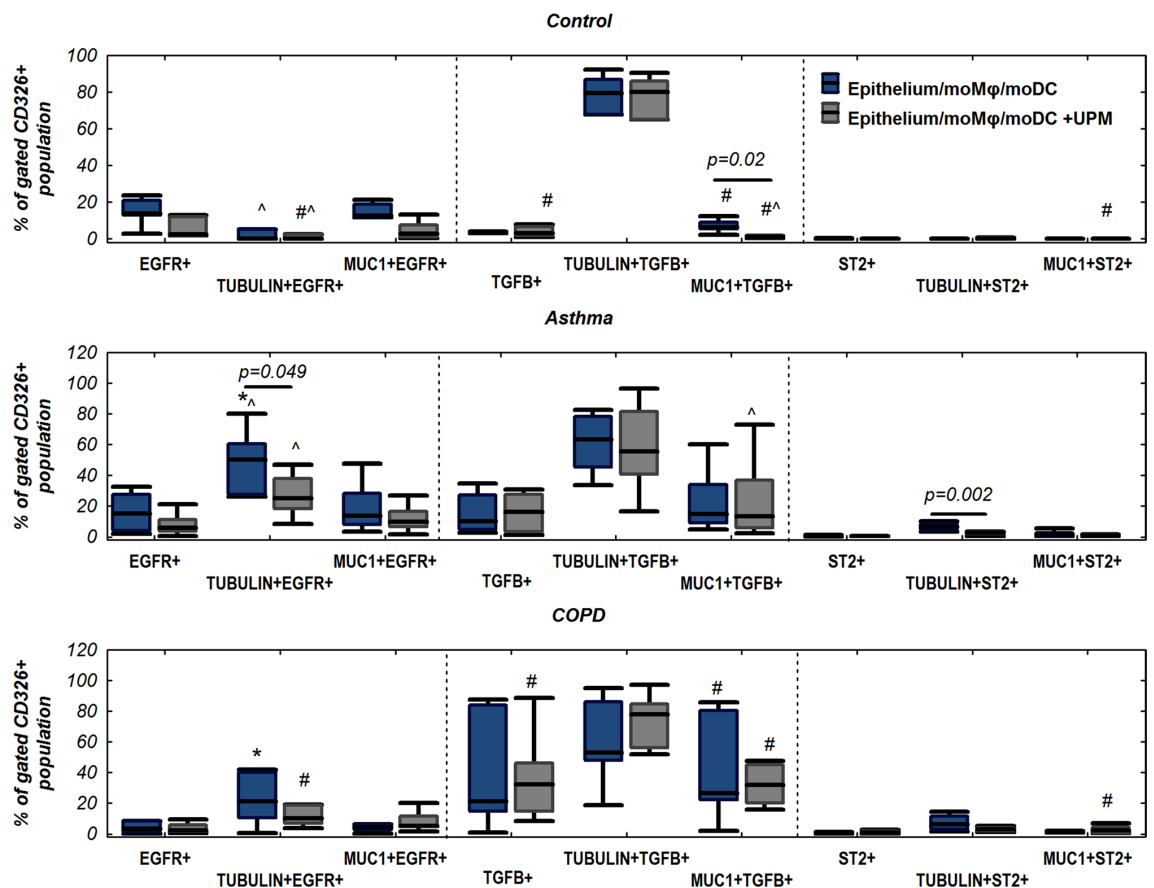 Control
% of gated CD326+
population
100
80
60
40
20
0
Epithelium/moMφ/moDC
Epithelium/moMφ/moDC +UPM
p=0.02
^
#^
#
#
#^
#
EGFR+
TUBULIN+EGFR+
MUC1+EGFR+
TGFB+
TUBULIN+TGFB+
MUC1+TGFB+
ST2+
TUBULIN+ST2+
MUC1+ST2+
Asthma
% of gated CD326+
population
120
100
80
60
40
20
0
p=0.049
*^
^
^
p=0.002
EGFR+
TUBULIN+EGFR+
MUC1+EGFR+
TGFB+
TUBULIN+TGFB+
MUC1+TGFB+
ST2+
TUBULIN+ST2+
MUC1+ST2+
COPD
% of gated CD326+
population
120
100
80
60
40
20
0
*
#
#
#
#
#
EGFR+
TUBULIN+EGFR+
MUC1+EGFR+
TGFB+
TUBULIN+TGFB+
MUC1+TGFB+
ST2+
TUBULIN+ST2+
MUC1+ST2+